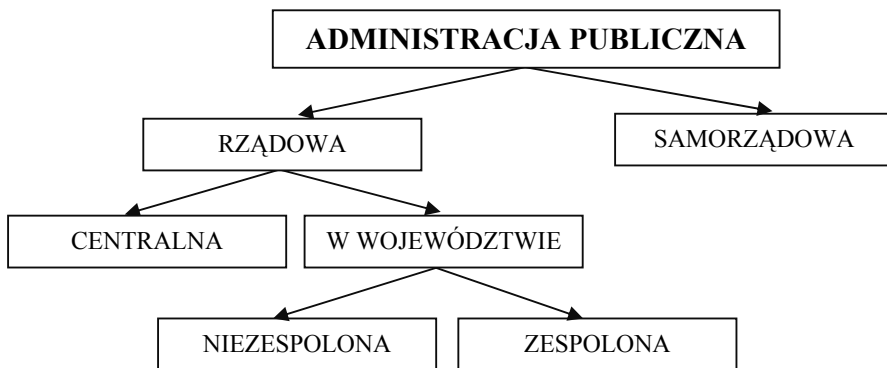 ADMINISTRACJA PUBLICZNA
RZĄDOWA
SAMORZĄDOWA
CENTRALNA
W WOJEWÓDZTWIE
NIEZESPOLONA
ZESPOLONA